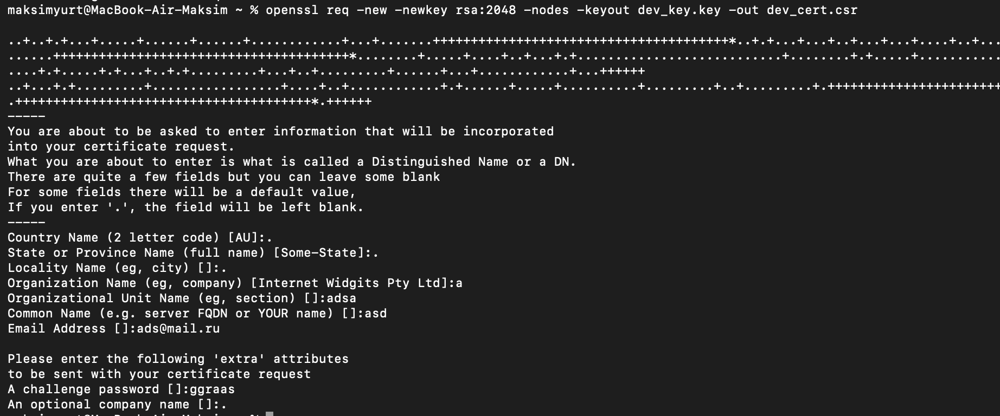 maksimyurt@MacBook-Air-Maksim ~ % openssl req -new -newkey rsa:2048 -nodes -keyout dev_key.key -out dev_cert.csr
..+..+.+...+.....+......+......+............+...+.......+++++++++++++++++++++++++++++++++++++++*..+.+...+...+..+...+...+....+..+...
......+++++++++++++++++++++++++++++++++++++++*........+.....+....+..+...+.+...........................+........+.+.....+...........
....+.+.....+.+...+..+.+.........+...+..+.........+......+...+............+...++++++
..+...+.+.........+.................+....+..+............+.+......+.....+..........+.........+..+.........+.+++++++++++++++++++++++
.+++++++++++++++++++++++++++++++++++++++*.++++++
-----
You are about to be asked to enter information that will be incorporated
into your certificate request.
What you are about to enter is what is called a Distinguished Name or a DN.
There are quite a few fields but you can leave some blank
For some fields there will be a default value,
If you enter '.', the field will be left blank.
-----
Country Name (2 letter code) [AU]:.
State or Province Name (full name) [Some-State]:.
Locality Name (eg, city) []:.
Organization Name (eg, company) [Internet Widgits Pty Ltd]:a
Organizational Unit Name (eg, section) []:adsa
Common Name (e.g. server FQDN or YOUR name) []:asd
Email Address []:ads@mail.ru
Please enter the following 'extra' attributes
to be sent with your certificate request
A challenge password []:ggraas
An optional company name []:.